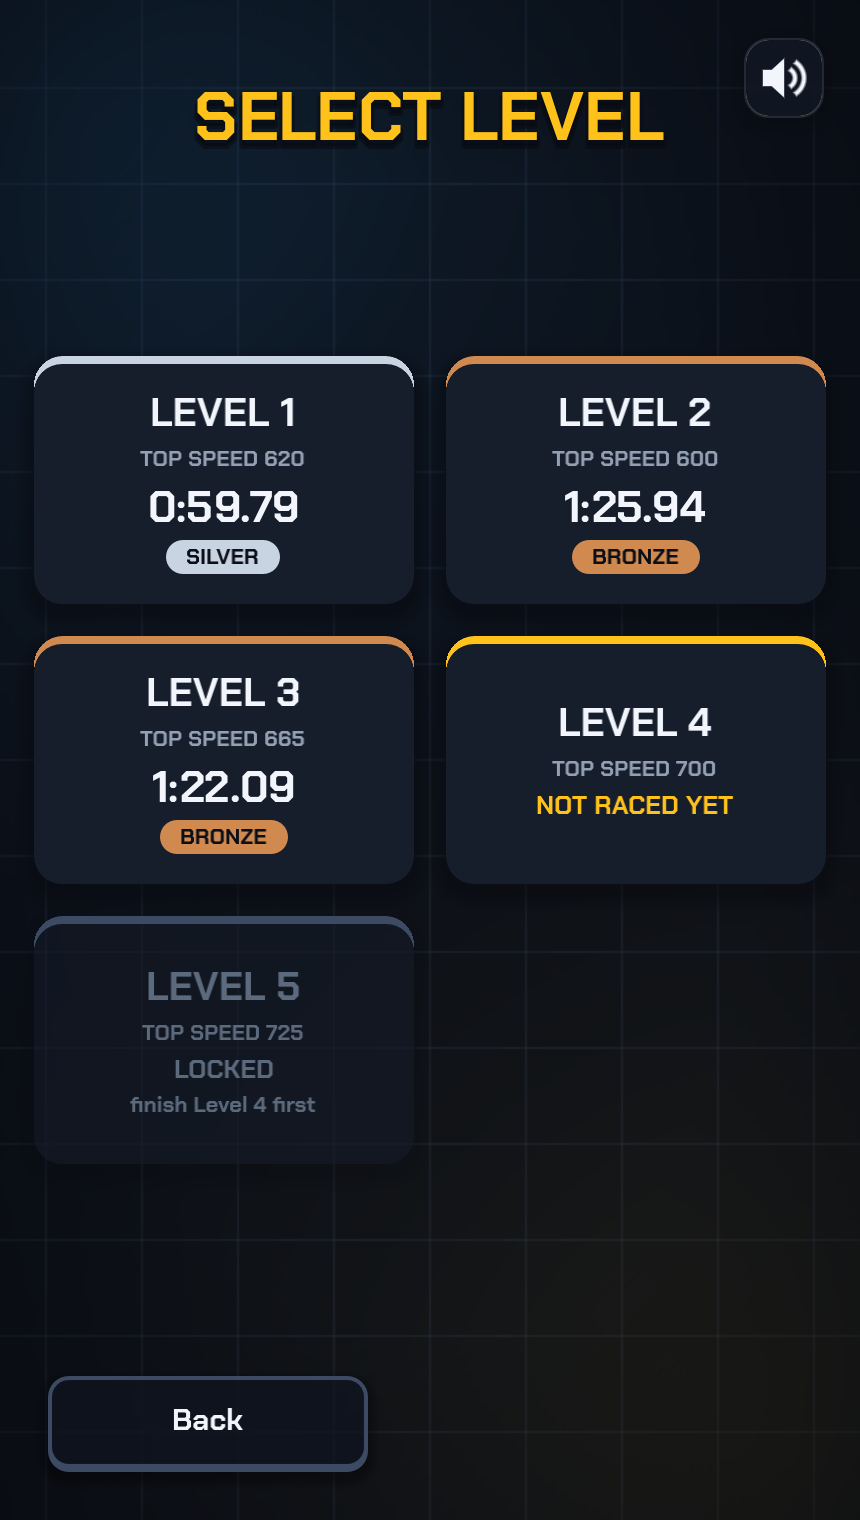 SELECT LEVEL
LEVEL 1
TOP SPEED 620
0:59.79
SILVER
LEVEL 2
TOP SPEED 600
1:25.94
BRONZE
LEVEL 3
TOP SPEED 665
1:22.09
BRONZE
LEVEL 4
TOP SPEED 700
NOT RACED YET
LEVEL 5
TOP SPEED 725
LOCKED
finish Level 4 first
Back